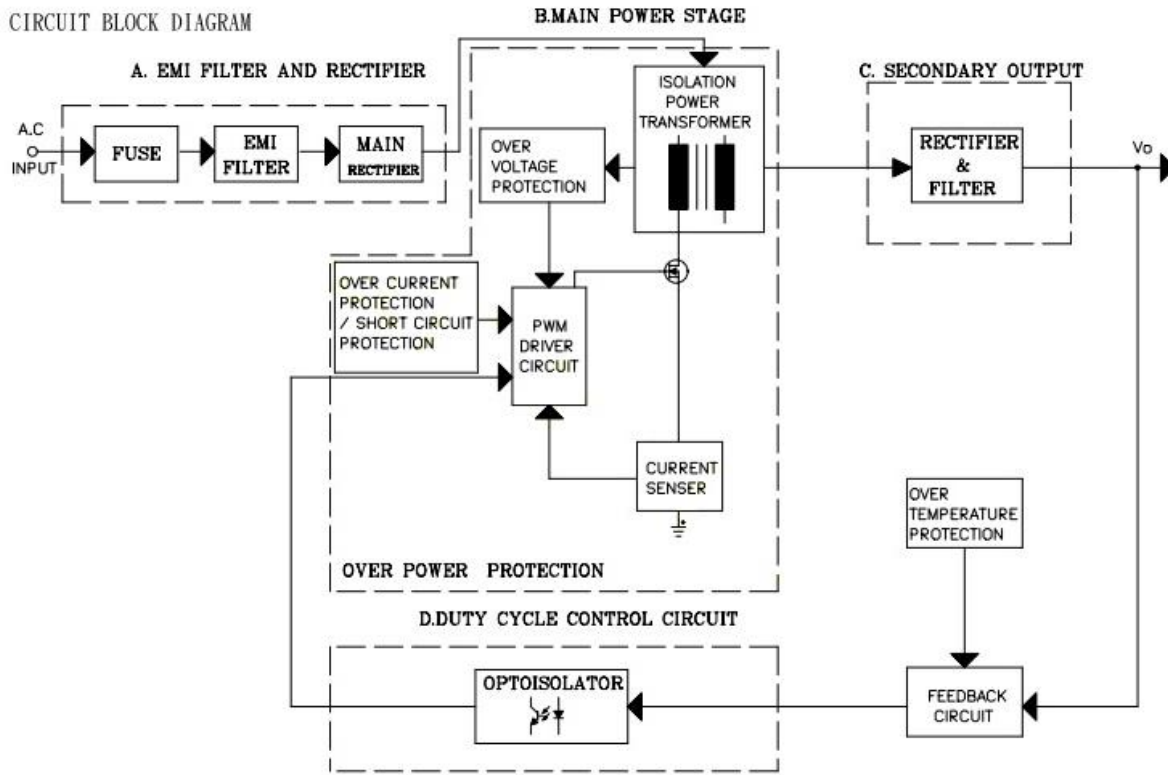 CIRCUIT BLOCK DIAGRAM
B.MAIN POWER STAGE
A. EMI FILTER AND RECTIFIER
C. SECONDARY OUTPUT
A.C
INPUT
FUSE
EMI
FILTER
MAIN
RECTIFIER
ISOLATION
POWER
TRANSFORMER
OVER
VOLTAGE
PROTECTION
RECTIFIER
&
FILTER
Vo
OVER CURRENT
PROTECTION
/ SHORT CIRCUIT
PROTECTION
PWM
DRIVER
CIRCUIT
CURRENT
SENSER
OVER
TEMPERATURE
PROTECTION
OVER POWER PROTECTION
D.DUTY CYCLE CONTROL CIRCUIT
OPTOISOLATOR
FEEDBACK
CIRCUIT